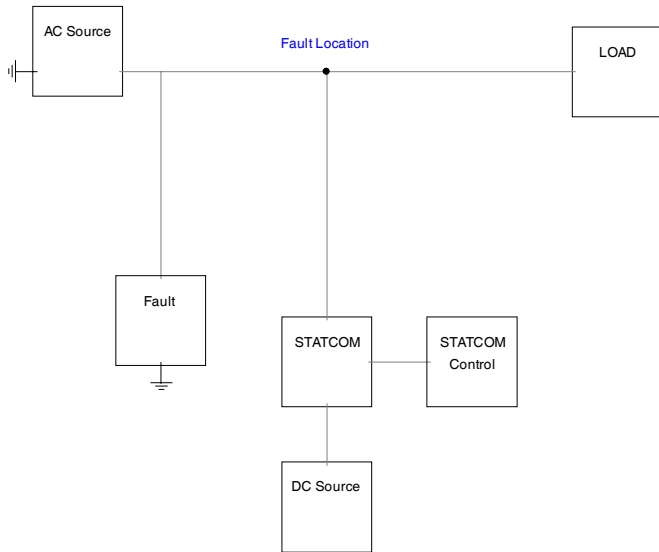 AC Source
Fault Location
LOAD
Fault
STATCOM
STATCOM
Control
DC Source